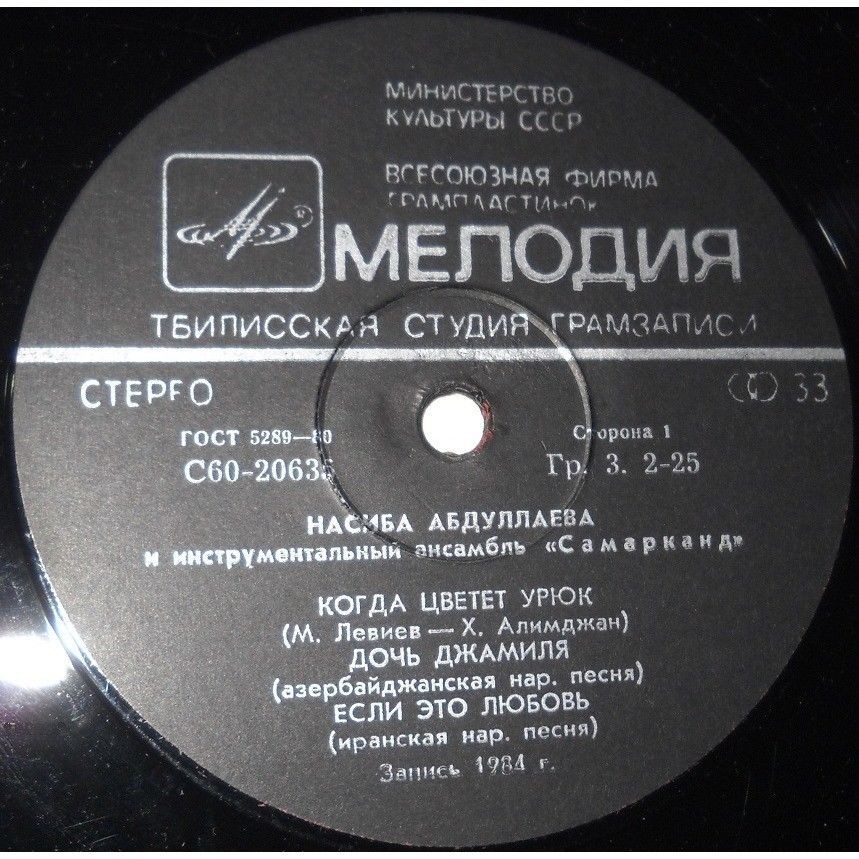 МИНИСТЕРСТВО
КУЛЬТУРЫ СССР
ВСЕСОЮЗНАЯ ФИРМА
ГРАМПЛАСТИНОК
МЕЛОДИЯ
ТБИЛИССКАЯ СТУДИЯ ГРАМЗАПИСИ
СТЕРЕО
33
ГОСТ 5289—80
Сторона 1
С60-20635
Гр. 3. 2-25
НАСИБА АБДУЛЛАЕВА
и инструментальный ансамбль «Самарканд»
КОГДА ЦВЕТЕТ УРЮК
(М. Левиев — Х. Алимджан)
ДОЧЬ ДЖАМИЛЯ
(азербайджанская нар. песня)
ЕСЛИ ЭТО ЛЮБОВЬ
(иранская нар. песня)
Запись 1984 г.